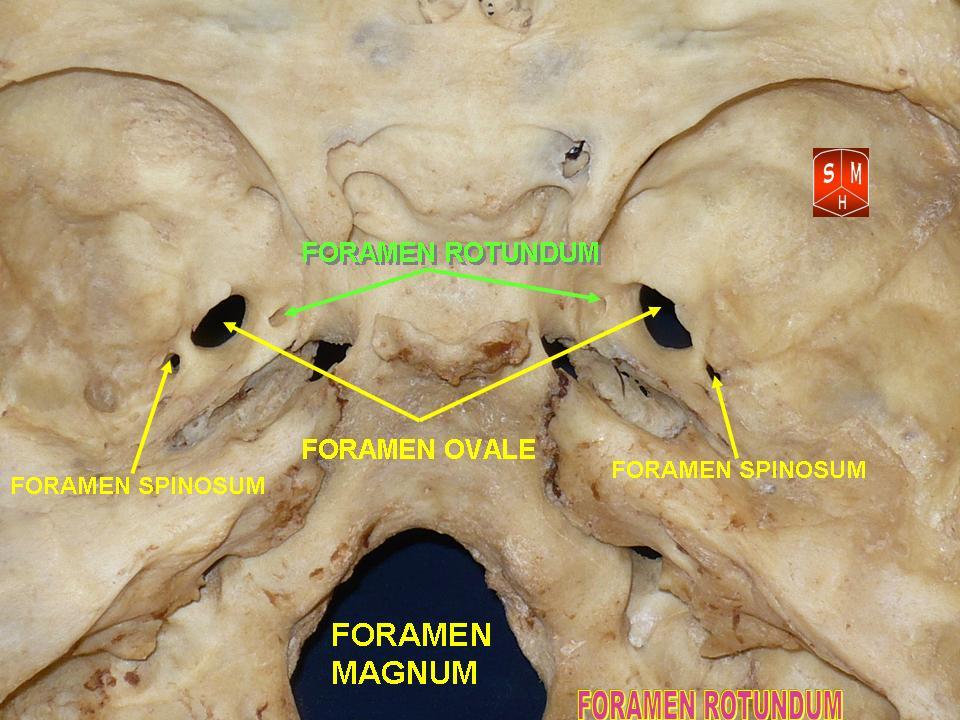 S M
H
FORAMEN ROTUNDUM
FORAMEN OVALE
FORAMEN SPINOSUM
FORAMEN SPINOSUM
FORAMEN
MAGNUM
FORAMEN ROTUNDUM